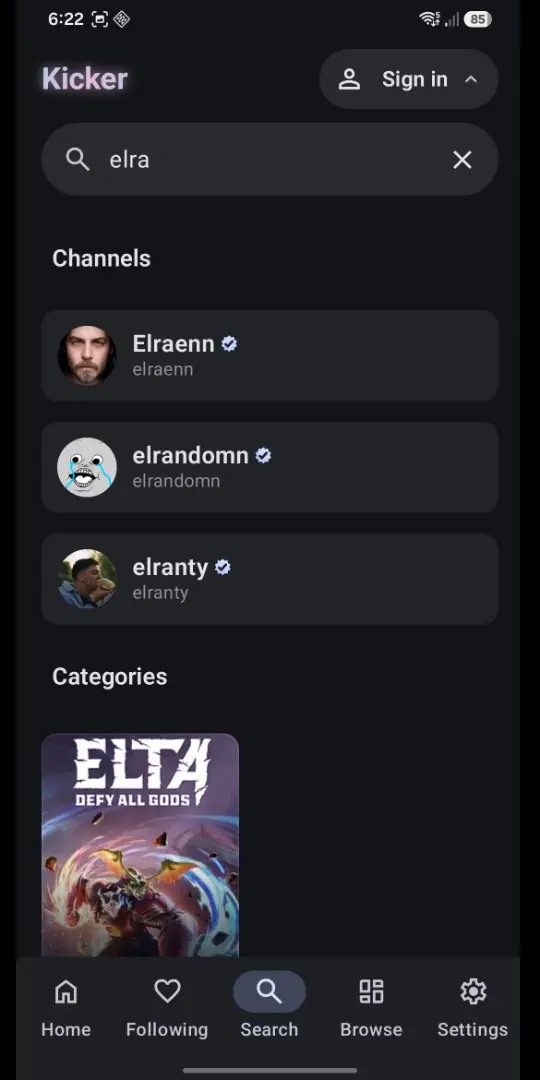 6:22
85
Kicker
Sign in
elra
Channels
Elraenn
elraenn
elrandomn
elrandomn
elranty
elranty
Categories
ELTA
DEFY ALL GODS
Home
Following
Search
Browse
Settings